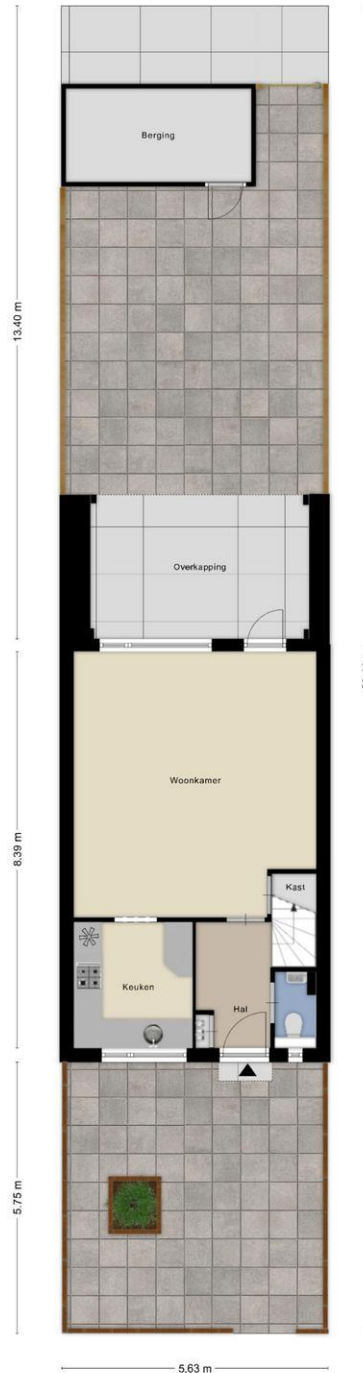 Berging
13.40 m
Overkapping
Woonkamer
8.39 m
Kast
Keuken
Hal
5.75 m
5.63 m